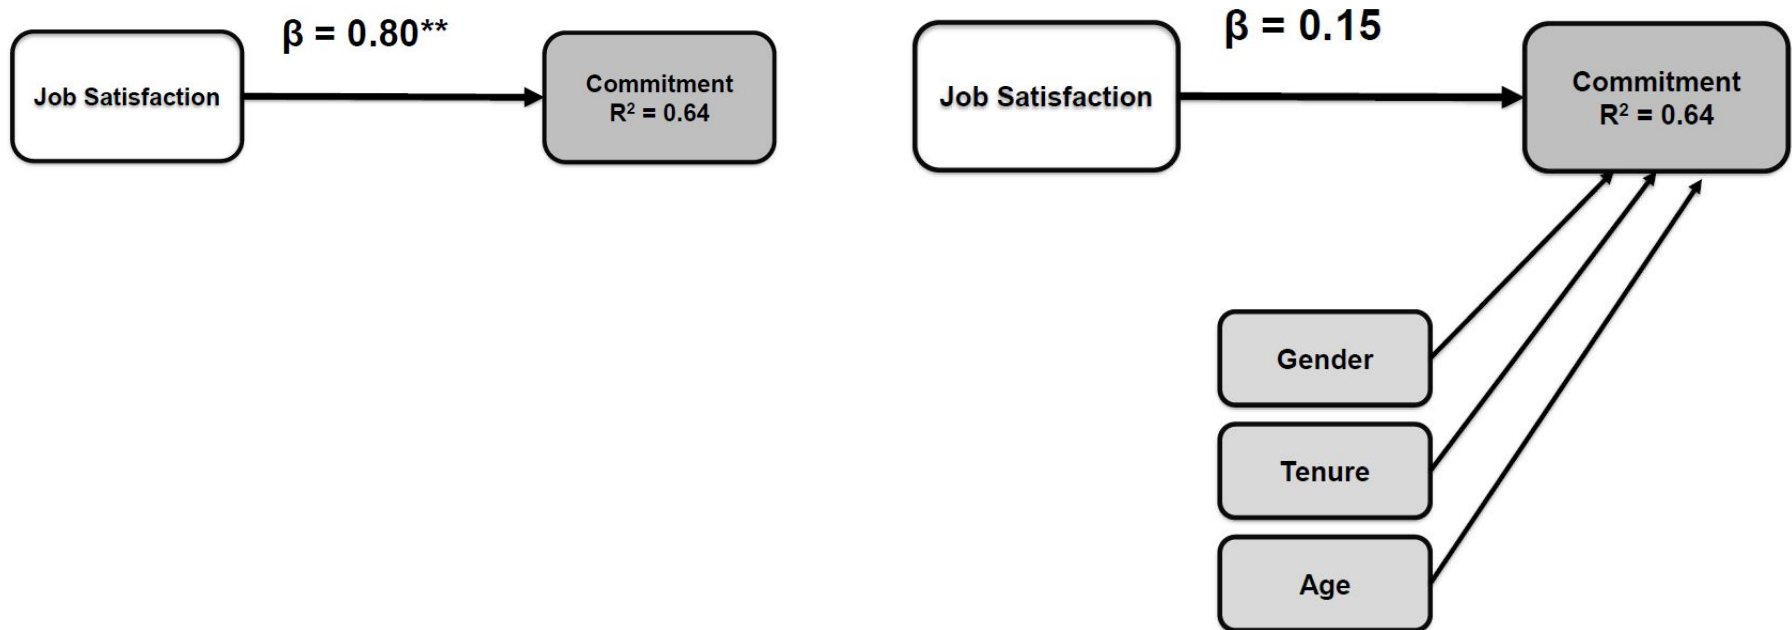 β = 0.80**
Job Satisfaction
Commitment
R² = 0.64
β = 0.15
Job Satisfaction
Commitment
R² = 0.64
Gender
Tenure
Age